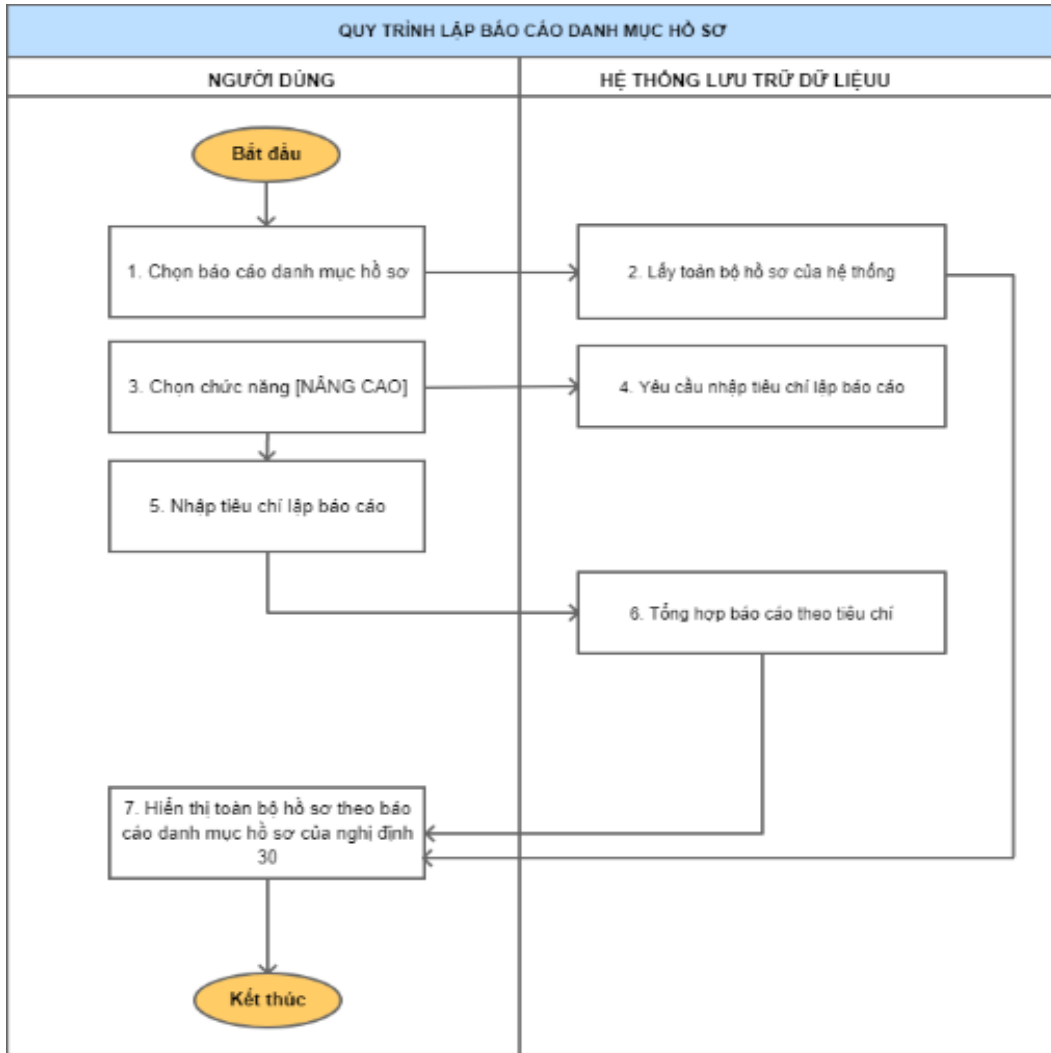 QUY TRÌNH LẬP BÁO CÁO DANH MỤC HỒ SƠ
NGƯỜI DÙNG
HỆ THỐNG LƯU TRỮ DỮ LIỆUU
Bắt đầu
1. Chọn báo cáo danh mục hồ sơ
2. Lấy toàn bộ hồ sơ của hệ thống
3. Chọn chức năng [NÂNG CAO]
4. Yêu cầu nhập tiêu chí lập báo cáo
5. Nhập tiêu chí lập báo cáo
6. Tổng hợp báo cáo theo tiêu chí
7. Hiển thị toàn bộ hồ sơ theo báo
cáo danh mục hồ sơ của nghị định
30
Kết thúc